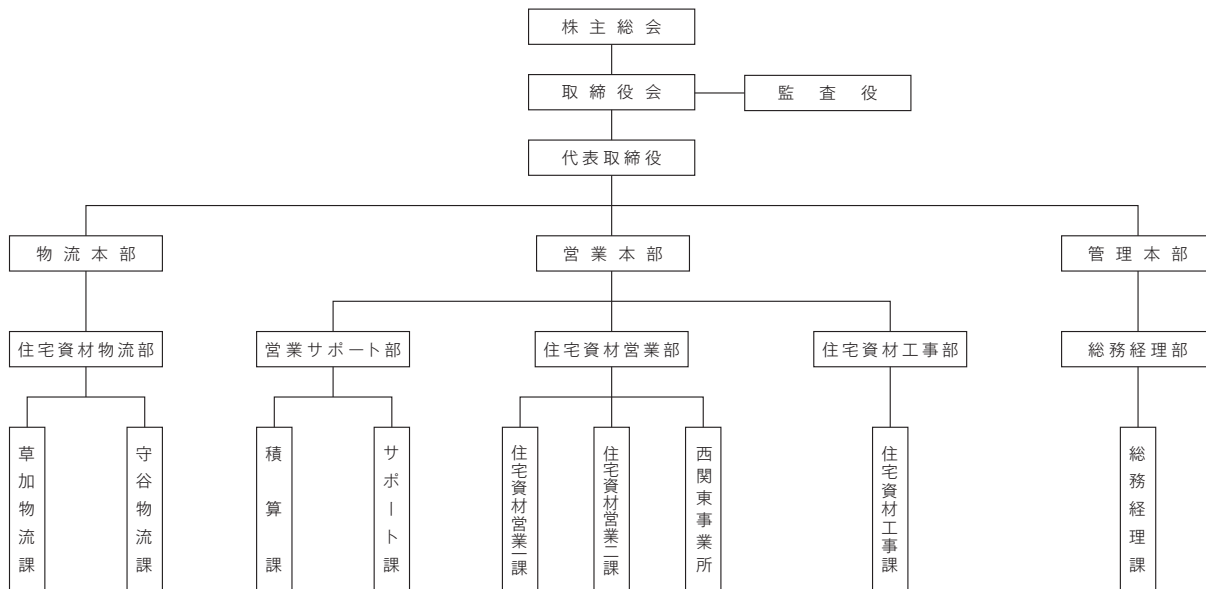 株主総会
取締役会
監査役
代表取締役
物流本部
営業本部
管理本部
住宅資材物流部
営業サポート部
住宅資材営業部
住宅資材工事部
総務経理部
草加物流課
守谷物流課
積算課
サポート課
住宅資材営業一課
住宅資材営業二課
西関東事業所
住宅資材工事課
総務経理課